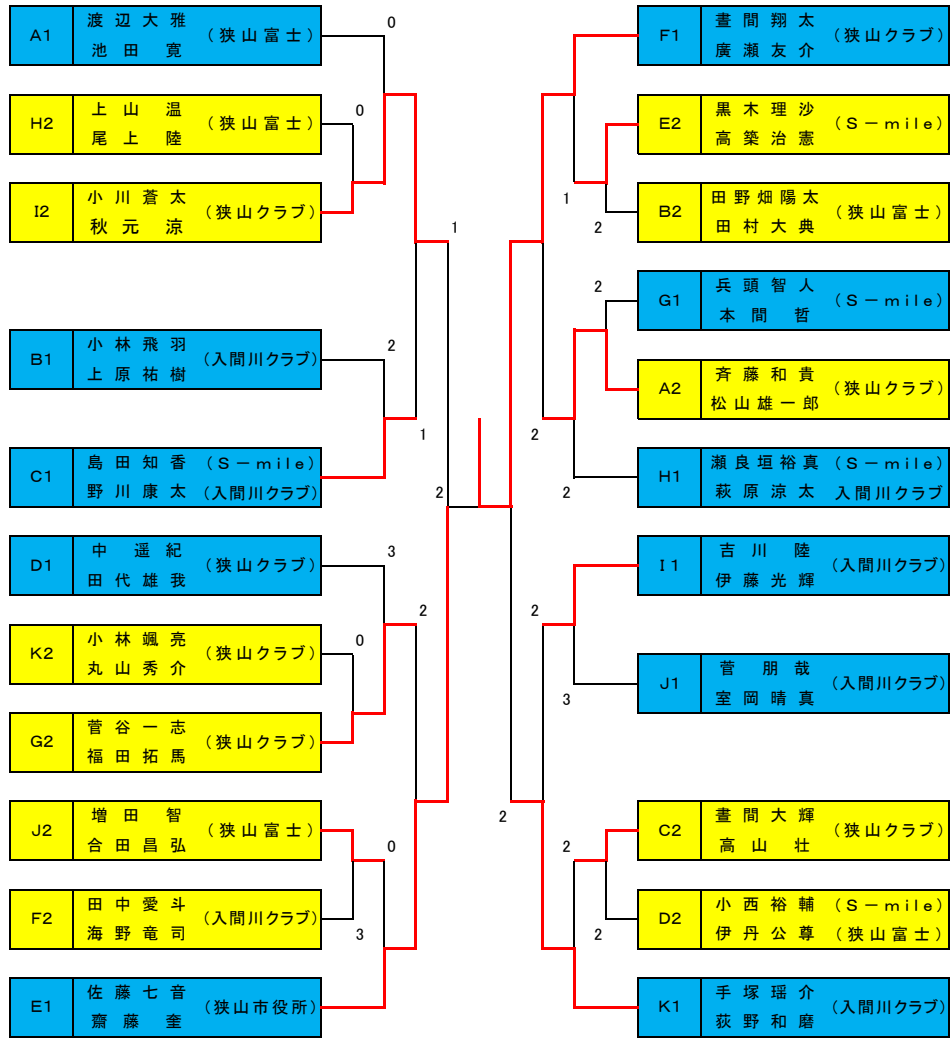 A1 渡辺大雅 (狭山富士)
池田　寛
H2 上山　温 (狭山富士)
尾上　陸
I2 小川蒼太 (狭山クラブ)
秋元　涼
B1 小林飛羽 (入間川クラブ)
上原祐樹
C1 島田知香 (S－mile)
野川康太 (入間川クラブ)
D1 中　遥紀 (狭山クラブ)
田代雄我
K2 小林颯亮 (狭山クラブ)
丸山秀介
G2 菅谷一志 (狭山クラブ)
福田拓馬
J2 増田　智 (狭山富士)
合田昌弘
F2 田中愛斗 (入間川クラブ)
海野竜司
E1 佐藤七音 (狭山市役所)
齋藤　奎
0
0
1
2
1
2
3
2
0
0
3
F1 晝間翔太 (狭山クラブ)
廣瀬友介
E2 黒木理沙 (S－mile)
高築治憲
B2 田野畑陽太 (狭山富士)
田村大典
G1 兵頭智人 (S－mile)
本間　哲
A2 斉藤和貴 (狭山クラブ)
松山雄一郎
H1 瀬良垣裕真 (S－mile)
萩原涼太 入間川クラブ
I1 吉川　陸 (入間川クラブ)
伊藤光輝
J1 菅　朋哉 (入間川クラブ)
室岡晴真
C2 晝間大輝 (狭山クラブ)
高山　壮
D2 小西裕輔 (S－mile)
伊丹公尊 (狭山富士)
K1 手塚瑶介 (入間川クラブ)
荻野和磨
1
2
2
2
2
2
3
2
2
2